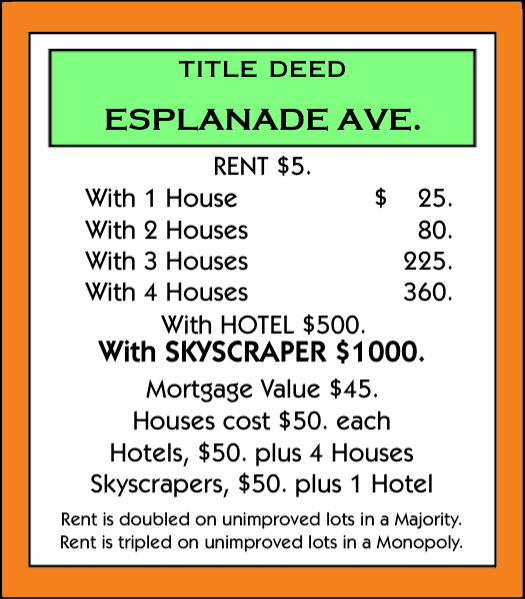 TITLE DEED
ESPLANADE AVE.
RENT $5.
With 1 House $ 25.
With 2 Houses 80.
With 3 Houses 225.
With 4 Houses 360.
With HOTEL $500.
With SKYSCRAPER $1000.
Mortgage Value $45.
Houses cost $50. each
Hotels, $50. plus 4 Houses
Skyscrapers, $50. plus 1 Hotel
Rent is doubled on unimproved lots in a Majority.
Rent is tripled on unimproved lots in a Monopoly.